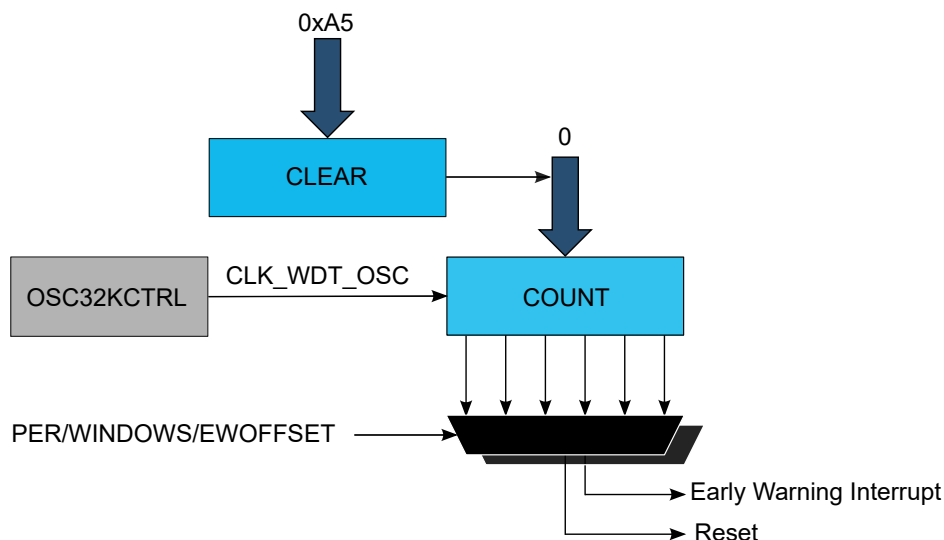 0xA5
0
CLEAR
CLK_WDT_OSC
OSC32KCTRL
COUNT
PER/WINDOWS/EWOFFSET
Early Warning Interrupt
Reset